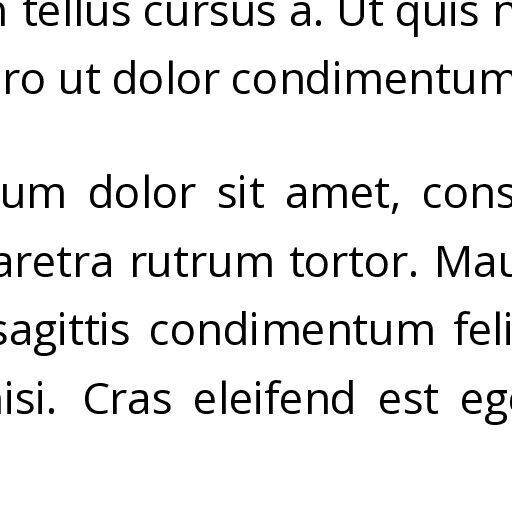 tellus cursus a. Ut quis
ro ut dolor condimentum
um dolor sit amet, cons
aretra rutrum tortor. Mau
sagittis condimentum feli
isi. Cras eleifend est eg